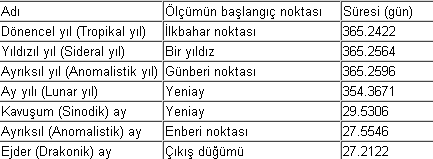 Adı Ölçümün başlangıç noktası Süresi (gün)
Dönencel yıl (Tropikal yıl) İlkbahar noktası 365.2422
Yıldızıl yıl (Sideral yıl) Bir yıldız 365.2564
Ayrıksıl yıl (Anomalistik yıl) Günberi noktası 365.2596
Ay yılı (Lunar yıl) Yeniay 354.3671
Kavuşum (Sinodik) ay Yeniay 29.5306
Ayrıksıl (Anomalistik) ay Enberi noktası 27.5546
Ejder (Drakonik) ay Çıkış düğümü 27.2122